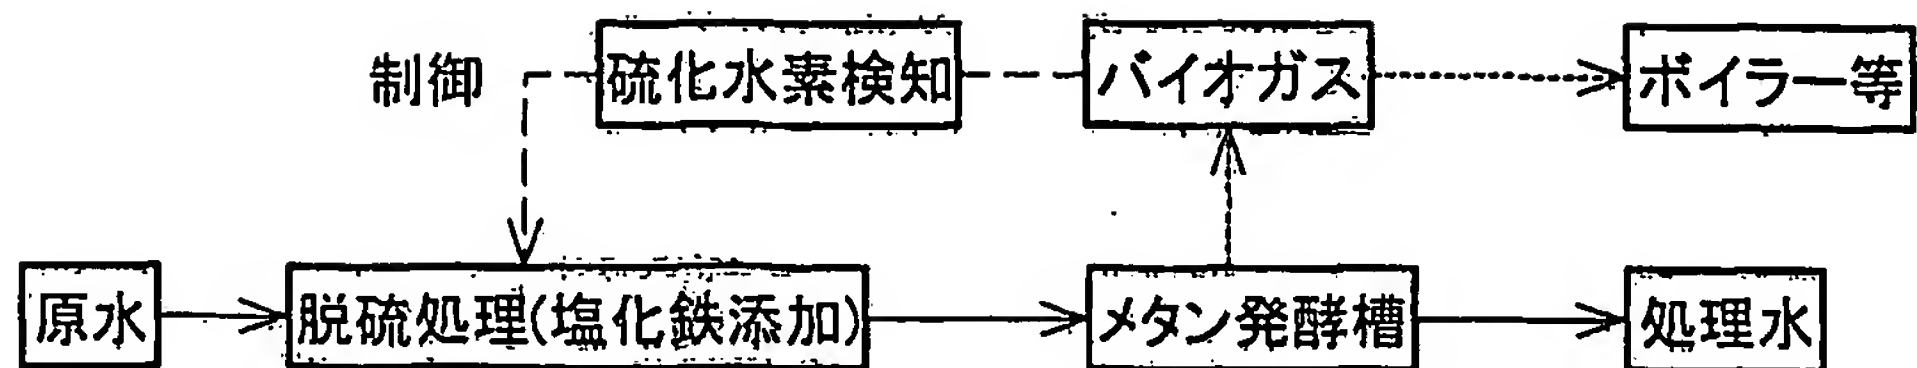 制御
硫化水素検知
バイオガス
ボイラー等
原水
脱硫処理(塩化鉄添加)
メタン発酵槽
処理水